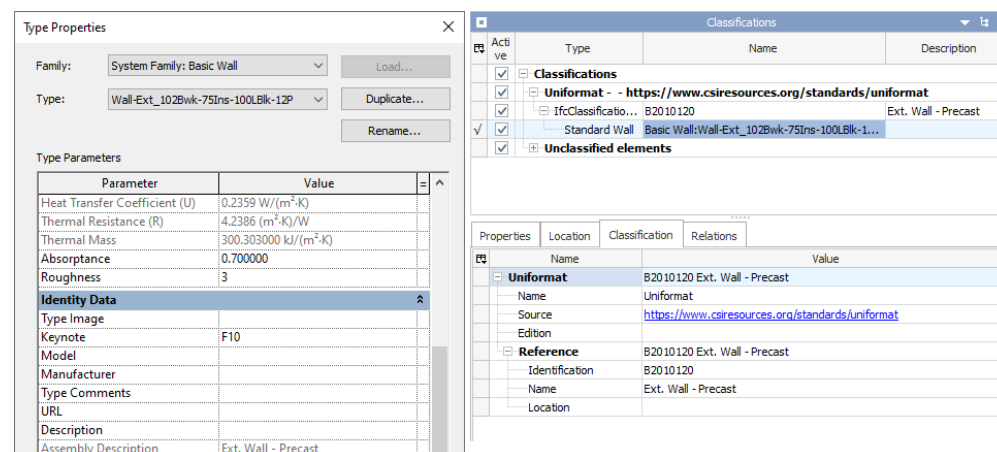 Type Properties
Family: System Family: Basic Wall Load...
Type: Wall-Ext_102Bwk-75Ins-100LBlk-12P Duplicate...
Rename...
Type Parameters
Parameter Value =
Heat Transfer Coefficient (U) 0.2359 W/(m²·K)
Thermal Resistance (R) 4.2386 (m²·K)/W
Thermal Mass 300.303000 kJ/(m²·K)
Absorptance 0.700000
Roughness 3
Identity Data
Type Image
Keynote F10
Model
Manufacturer
Type Comments
URL
Description
Assembly Description Ext. Wall - Precast
Classifications
Acti
ve Type Name Description
Classifications
Uniformat - - https://www.csiresources.org/standards/uniformat
IfcClassificatio... B2010120 Ext. Wall - Precast
Standard Wall Basic Wall:Wall-Ext_102Bwk-75Ins-100LBlk-1...
Unclassified elements
Properties Location Classification Relations
Name Value
Uniformat B2010120 Ext. Wall - Precast
Name Uniformat
Source https://www.csiresources.org/standards/uniformat
Edition
Reference B2010120 Ext. Wall - Precast
Identification B2010120
Name Ext. Wall - Precast
Location